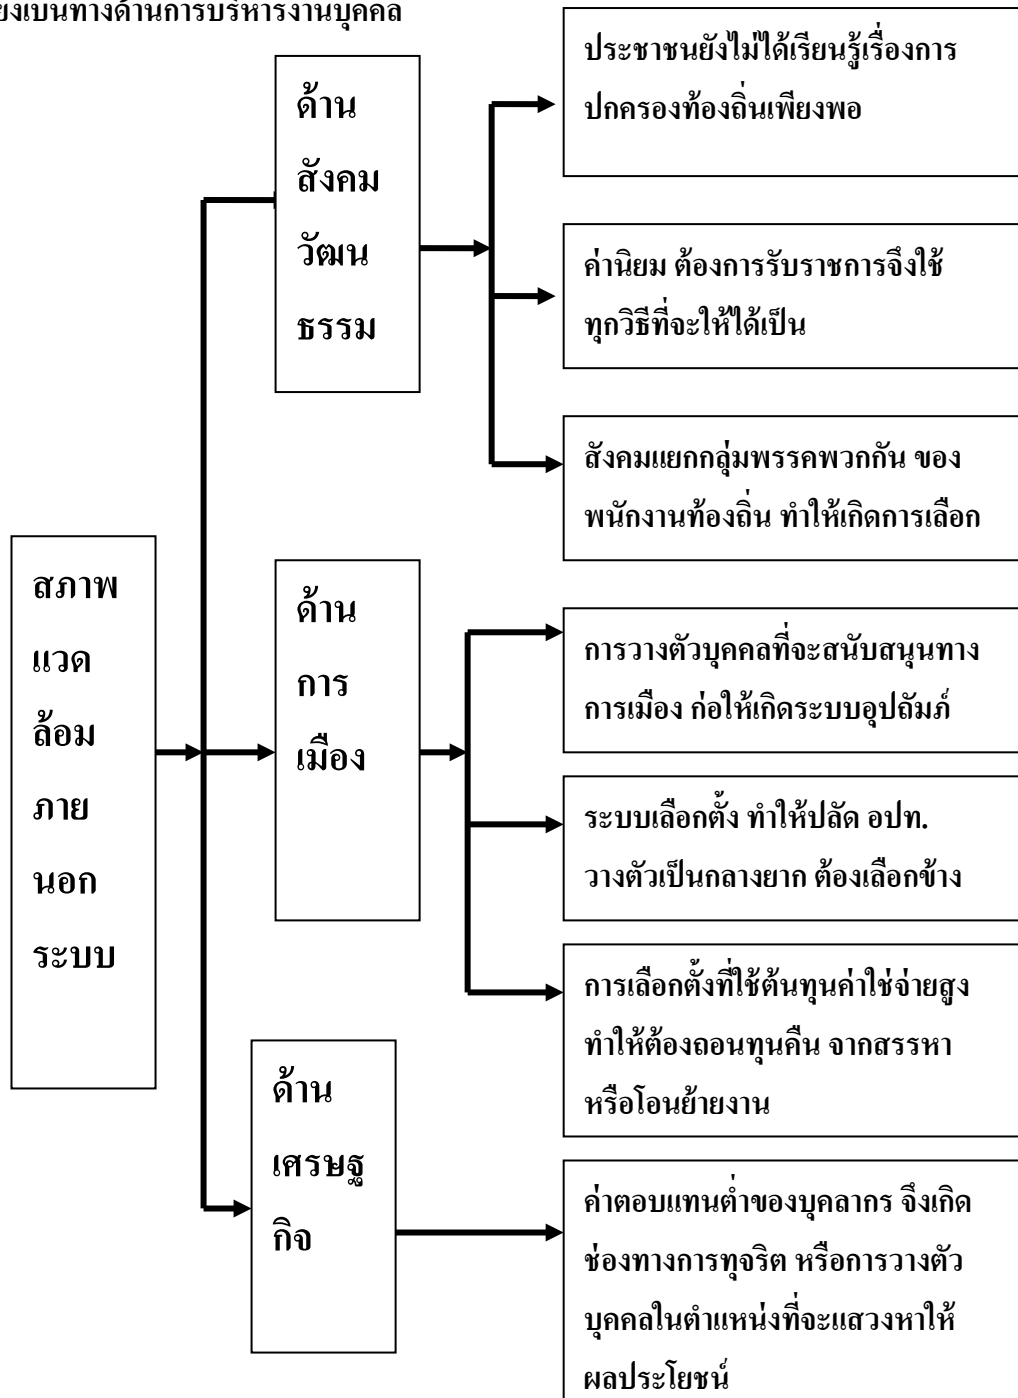 ยงเบนทางด้านการบริหารงานบุคคล
ด้าน
สังคม
วัฒน
ธรรม
ประชาชนยังไม่ได้เรียนรู้เรื่องการ
ปกครองท้องถิ่นเพียงพอ
ค่านิยม ต้องการรับราชการจึงใช้
ทุกวิธีที่จะให้ได้เป็น
สังคมแยกกลุ่มพรรคพวกกัน ของ
พนักงานท้องถิ่น ทำให้เกิดการเลือก
สภาพ
แวด
ล้อม
ภาย
นอก
ระบบ
ด้าน
การ
เมือง
การวางตัวบุคคลที่จะสนับสนุนทาง
การเมือง ก่อให้เกิดระบบอุปถัมภ์
ระบบเลือกตั้ง ทำให้ปลัด อปท.
วางตัวเป็นกลางยาก ต้องเลือกข้าง
การเลือกตั้งที่ใช้ต้นทุนค่าใช่จ่ายสูง
ทำให้ต้องถอนทุนคืน จากสรรหา
หรือโอนย้ายงาน
ด้าน
เศรษฐ
กิจ
ค่าตอบแทนต่ำของบุคลากร จึงเกิด
ช่องทางการทุจริต หรือการวางตัว
บุคคลในตำแหน่งที่จะแสวงหาให้
ผลประโยชน์